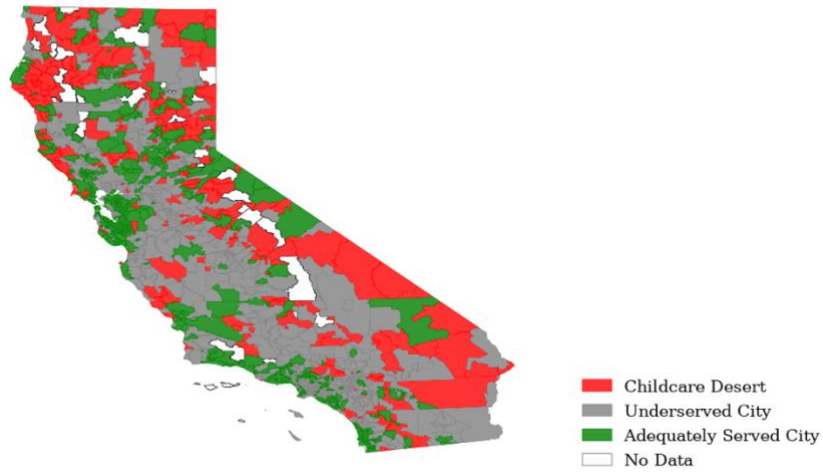 Childcare Desert
Underserved City
Adequately Served City
No Data